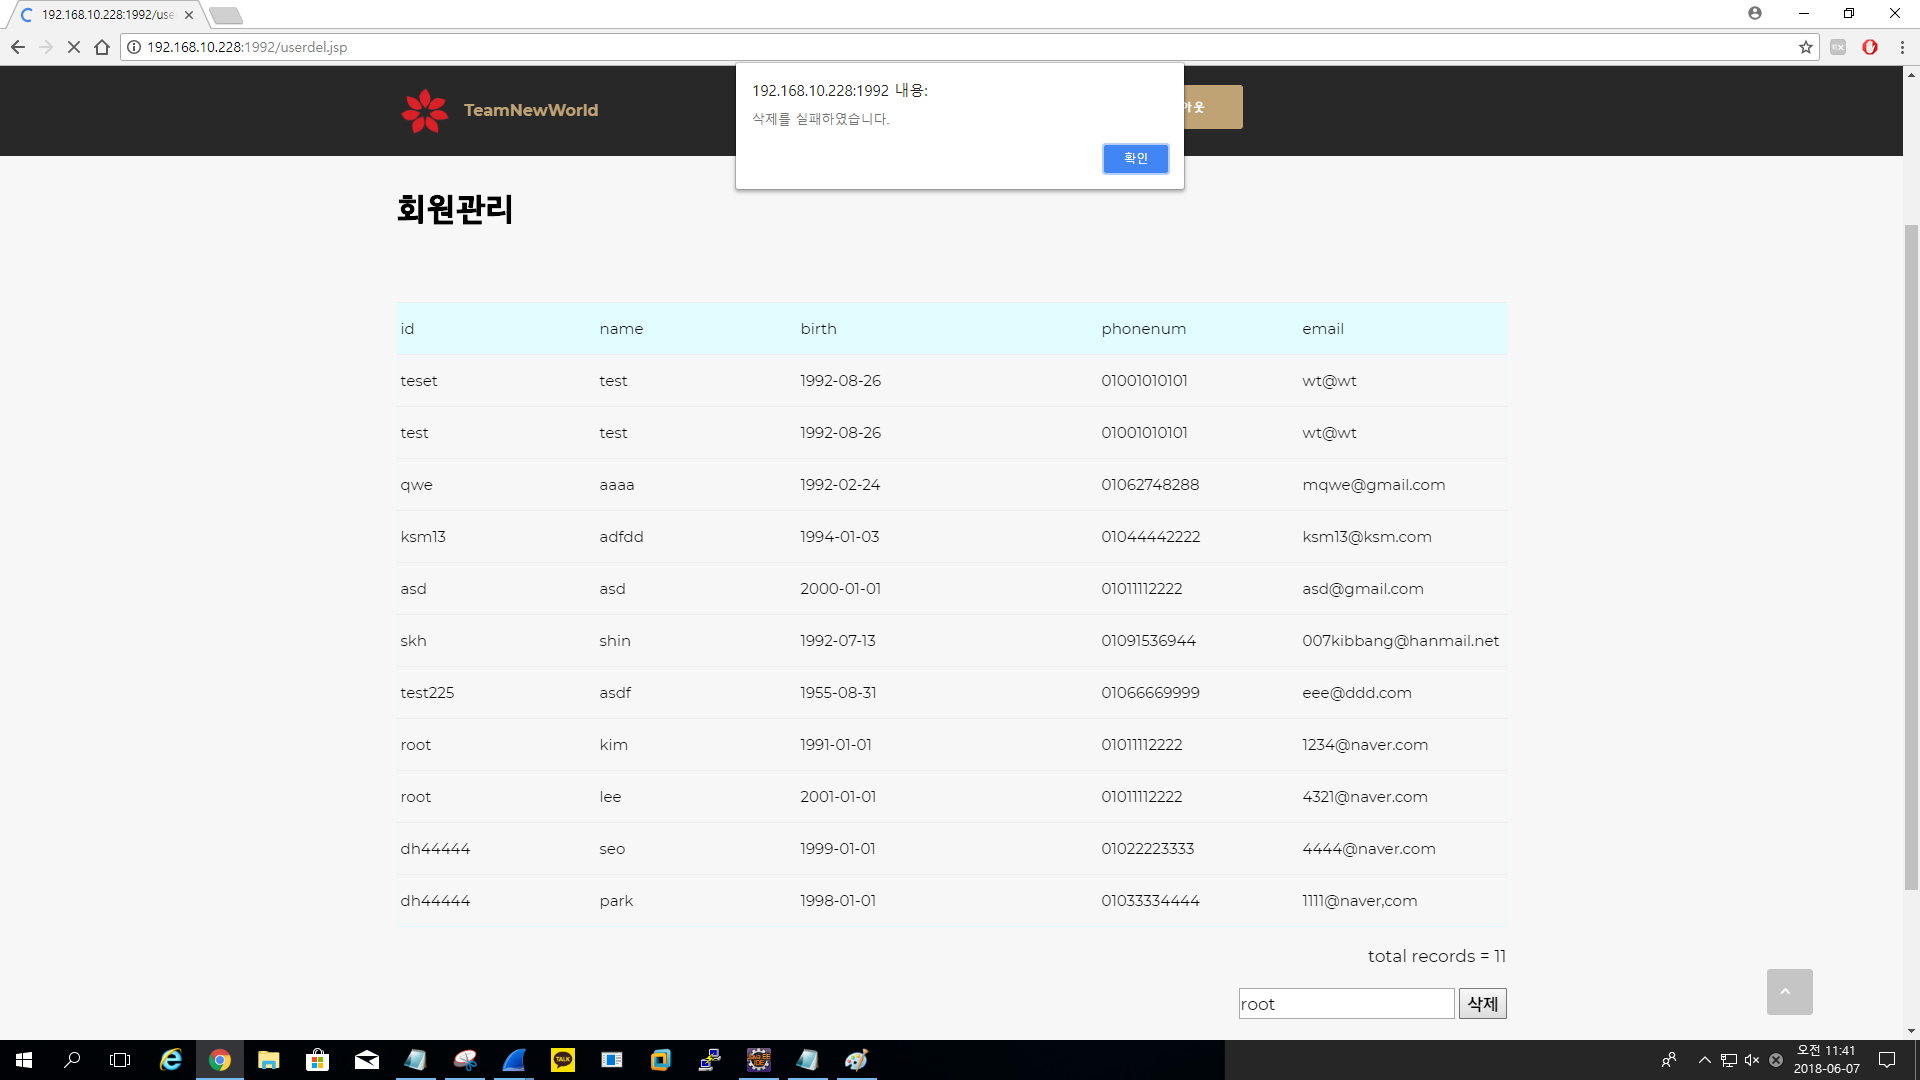 192.168.10.228:1992/use
192.168.10.228:1992/userdel.jsp
TeamNewWorld
아웃
192.168.10.228:1992 내용:
삭제를 실패하였습니다.
확인
회원관리
id name birth phonenum email
teset test 1992-08-26 01001010101 wt@wt
test test 1992-08-26 01001010101 wt@wt
qwe aaaa 1992-02-24 01062748288 mqwe@gmail.com
ksm13 adfdd 1994-01-03 01044442222 ksm13@ksm.com
asd asd 2000-01-01 01011112222 asd@gmail.com
skh shin 1992-07-13 01091536944 007kibbang@hanmail.net
test225 asdf 1955-08-31 01066669999 eee@ddd.com
root kim 1991-01-01 01011112222 1234@naver.com
root lee 2001-01-01 01011112222 4321@naver.com
dh44444 seo 1999-01-01 01022223333 4444@naver.com
dh44444 park 1998-01-01 01033334444 1111@naver,com
total records = 11
root 삭제
TALK
오전 11:41
2018-06-07